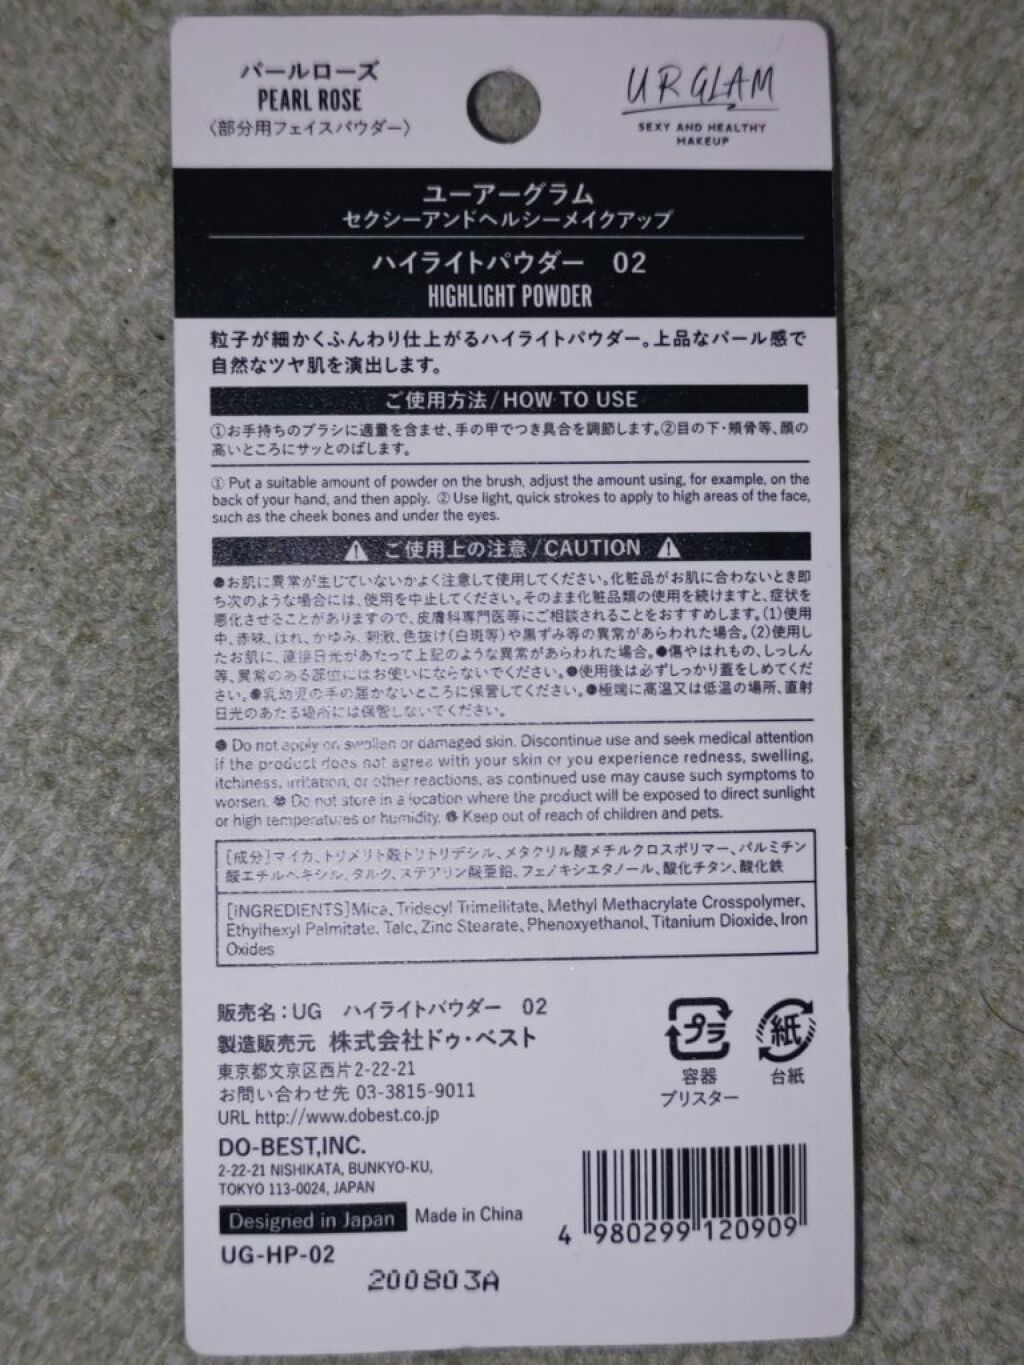 パールローズ
PEARL ROSE
〈部分用フェイスパウダー〉
UR GLAM
SEXY AND HEALTHY
MAKEUP
ユーアーグラム
セクシーアンドヘルシーメイクアップ
ハイライトパウダー 02
HIGHLIGHT POWDER
粒子が細かくふんわり仕上がるハイライトパウダー。上品なパール感で
自然なツヤ肌を演出します。
ご使用方法/HOW TO USE
①お手持ちのブラシに適量を含ませ、手の甲でつき具合を調節します。②目の下・頬骨等、顔の
高いところにサッとのばします。
① Put a suitable amount of powder on the brush, adjust the amount using, for example, on the
back of your hand, and then apply. ② Use light, quick strokes to apply to high areas of the face,
such as the cheek bones and under the eyes.
ご使用上の注意/CAUTION
●お肌に異常が生じていないかよく注意して使用してください。化粧品がお肌に合わないとき即
ち次のような場合には、使用を中止してください。そのまま化粧品類の使用を続けますと、症状を
悪化させることがありますので、皮膚科専門医等にご相談されることをおすすめします。(1)使用
中、赤味、はれ、かゆみ、刺激、色抜け(白斑等)や黒ずみ等の異常があらわれた場合。(2)使用し
たお肌に、直接日光があたって上記のような異常があらわれた場合。●傷やはれもの、しっしん
等、異常のある部位にはお使いにならないでください。●使用後は必ずしっかり蓋をしめてくだ
さい。●乳幼児の手の届かないところに保管してください。●極端に高温又は低温の場所、直射
日光のあたる場所には保管しないでください。
● Do not apply on swollen or damaged skin. Discontinue use and seek medical attention
if the product does not agree with your skin or you experience redness, swelling,
itchiness, irritation, or other reactions, as continued use may cause such symptoms to
worsen. ● Do not store in a location where the product will be exposed to direct sunlight
or high temperatures or humidity. ● Keep out of reach of children and pets.
[成分]マイカ、トリメリト酸トリトリデシル、メタクリル酸メチルクロスポリマー、パルミチン
酸エチルヘキシル、タルク、ステアリン酸亜鉛、フェノキシエタノール、酸化チタン、酸化鉄
[INGREDIENTS]Mica、Tridecyl Trimellitate、Methyl Methacrylate Crosspolymer、
Ethylhexyl Palmitate、Talc、Zinc Stearate、Phenoxyethanol、Titanium Dioxide、Iron
Oxides
販売名:UG ハイライトパウダー 02
製造販売元 株式会社ドゥ・ベスト
東京都文京区西片2-22-21
お問い合わせ先 03-3815-9011
URL http://www.dobest.co.jp
DO-BEST,INC.
2-22-21 NISHIKATA, BUNKYO-KU,
TOKYO 113-0024, JAPAN
Designed in Japan Made in China
UG-HP-02
200803A
プラ
容器
ブリスター
紙
台紙
4 980299 120909